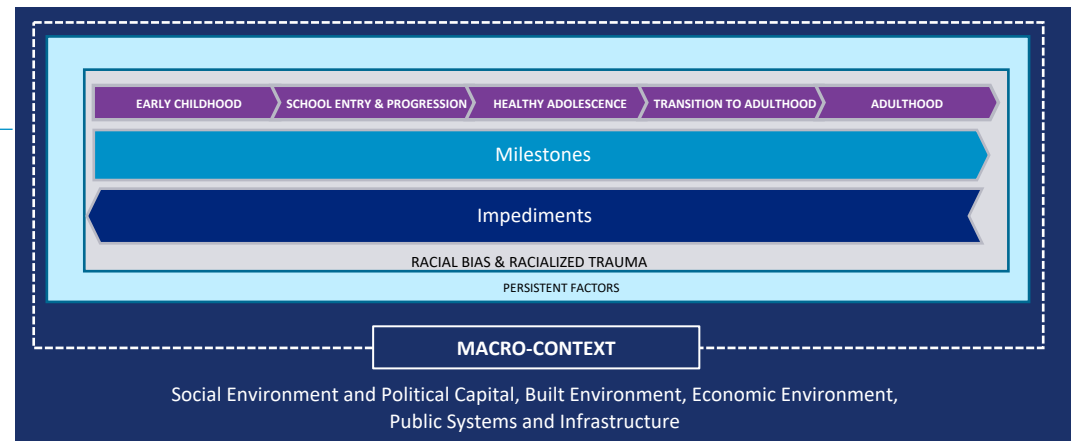 EARLY CHILDHOOD
SCHOOL ENTRY & PROGRESSION
HEALTHY ADOLESCENCE
TRANSITION TO ADULTHOOD
ADULTHOOD
Milestones
Impediments
RACIAL BIAS & RACIALIZED TRAUMA
PERSISTENT FACTORS
MACRO-CONTEXT
Social Environment and Political Capital, Built Environment, Economic Environment,
Public Systems and Infrastructure